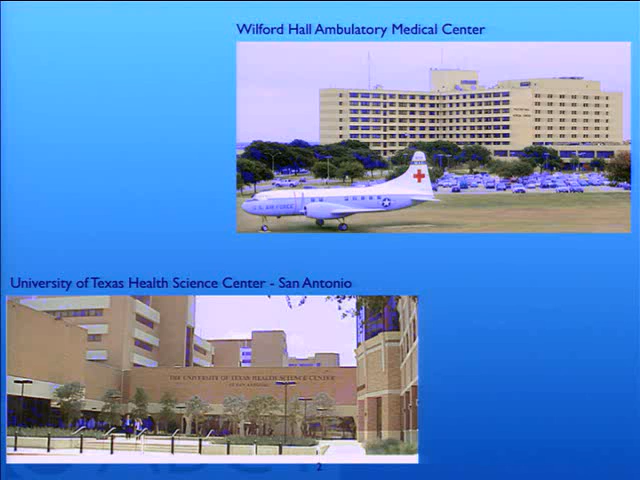 Wilford Hall Ambulatory Medical Center
U.S. AIR FORCE
University of Texas Health Science Center - San Antonio
THE UNIVERSITY OF TEXAS HEALTH SCIENCE CENTER
2